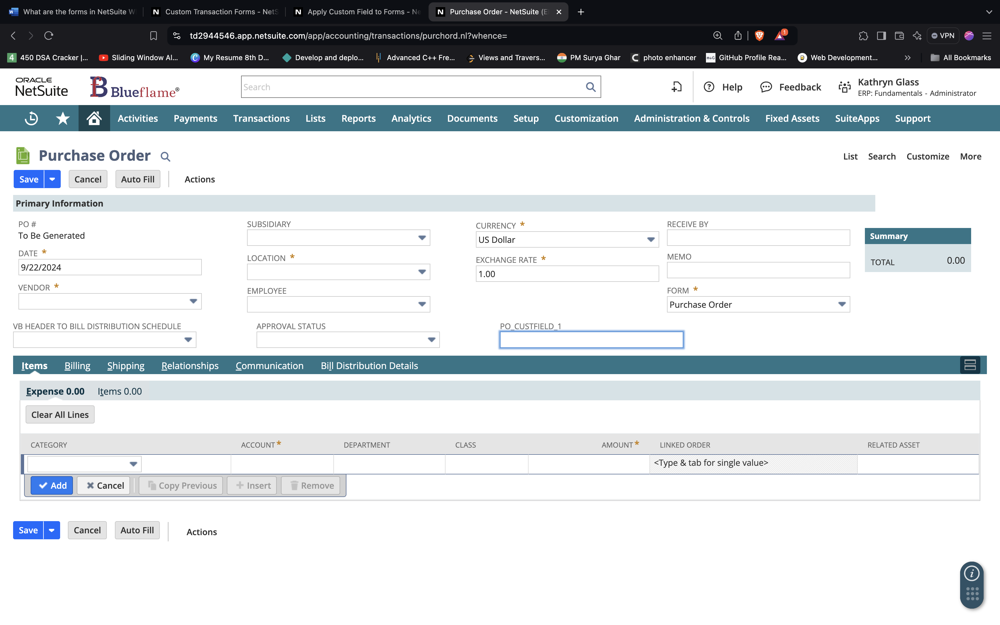 What are the forms in NetSuite W
Custom Transaction Forms - NetS
Apply Custom Field to Forms - Ne
Purchase Order - NetSuite (E
td2944546.app.netsuite.com/app/accounting/transactions/purchord.nl?whence=
1
VPN
450 DSA Cracker |...
Sliding Window Al...
My Resume 8th D...
Develop and deplo...
Advanced C++ Fre...
Views and Travers...
PM Surya Ghar
photo enhancer
GitHub Profile Rea...
Web Development...
All Bookmarks
ORACLE
NetSuite
Blueflame®
Search
Help
Feedback
Kathryn Glass
ERP: Fundamentals - Administrator
Activities
Payments
Transactions
Lists
Reports
Analytics
Documents
Setup
Customization
Administration & Controls
Fixed Assets
SuiteApps
Support
Purchase Order
List
Search
Customize
More
Save
Cancel
Auto Fill
Actions
Primary Information
PO #
To Be Generated
DATE *
9/22/2024
VENDOR *
SUBSIDIARY
LOCATION *
EMPLOYEE
CURRENCY *
US Dollar
EXCHANGE RATE *
1.00
RECEIVE BY
MEMO
FORM *
Purchase Order
Summary
TOTAL 0.00
VB HEADER TO BILL DISTRIBUTION SCHEDULE
APPROVAL STATUS
PO_CUSTFIELD_1
Items
Billing
Shipping
Relationships
Communication
Bill Distribution Details
Expense 0.00
Items 0.00
Clear All Lines
CATEGORY
ACCOUNT *
DEPARTMENT
CLASS
AMOUNT *
LINKED ORDER
RELATED ASSET
<Type & tab for single value>
Add
Cancel
Copy Previous
Insert
Remove
Save
Cancel
Auto Fill
Actions